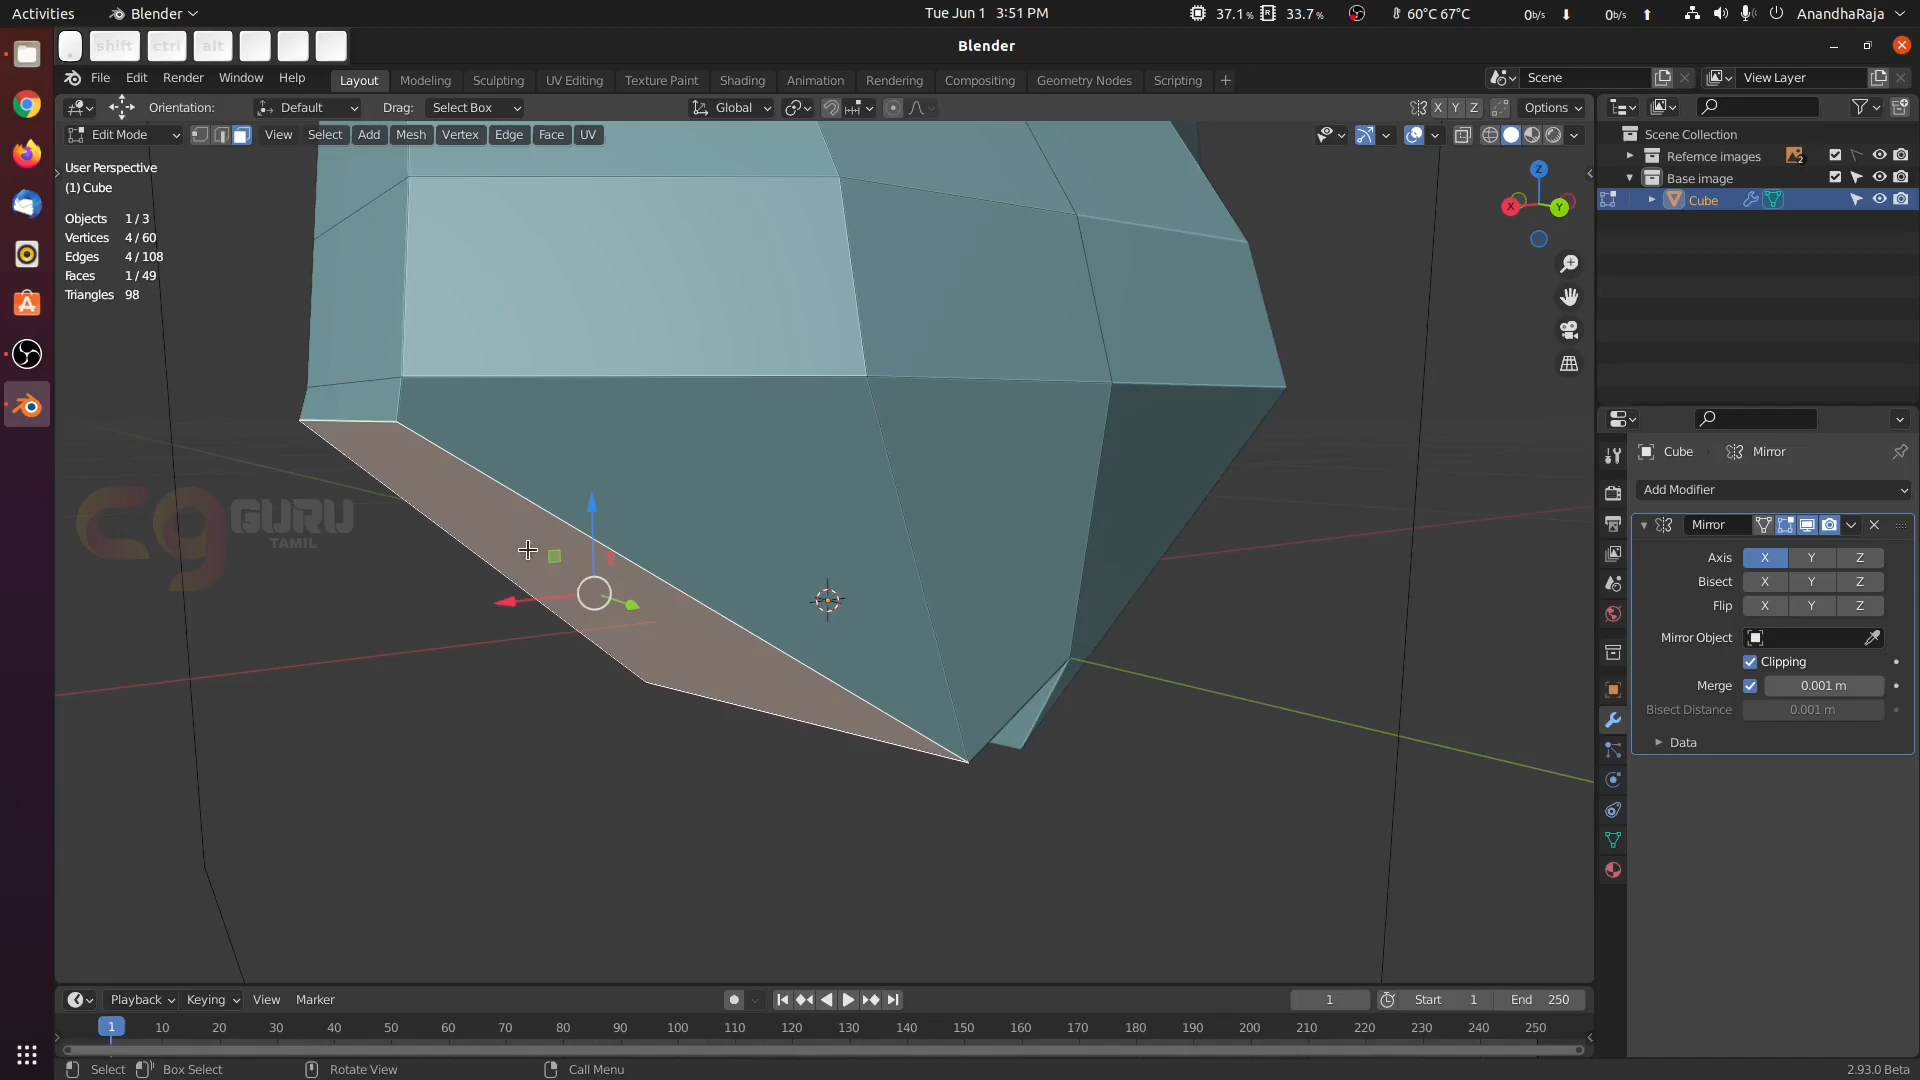 Activities
Blender
Tue Jun 1 3:51 PM
37.1%
33.7%
60°C 67°C
0b/s
0b/s
AnandhaRaja
shift ctrl alt
Blender
File Edit Render Window Help
Layout Modeling Sculpting UV Editing Texture Paint Shading Animation Rendering Compositing Geometry Nodes Scripting +
Scene
View Layer
Orientation: Default Drag: Select Box
Global
X Y Z Options
Edit Mode View Select Add Mesh Vertex Edge Face UV
User Perspective
(1) Cube
Objects 1/3
Vertices 4/60
Edges 4/108
Faces 1/49
Triangles 98
Z
X Y
Scene Collection
Refernce images 2
Base image
Cube
Cube Mirror
Add Modifier
Mirror
Axis X Y Z
Bisect X Y Z
Flip X Y Z
Mirror Object
Clipping
Merge 0.001 m
Bisect Distance 0.001 m
Data
cg GURU
TAMIL
Playback Keying View Marker
1 Start 1 End 250
1 10 20 30 40 50 60 70 80 90 100 110 120 130 140 150 160 170 180 190 200 210 220 230 240 250
Select Box Select Rotate View Call Menu
2.93.0 Beta